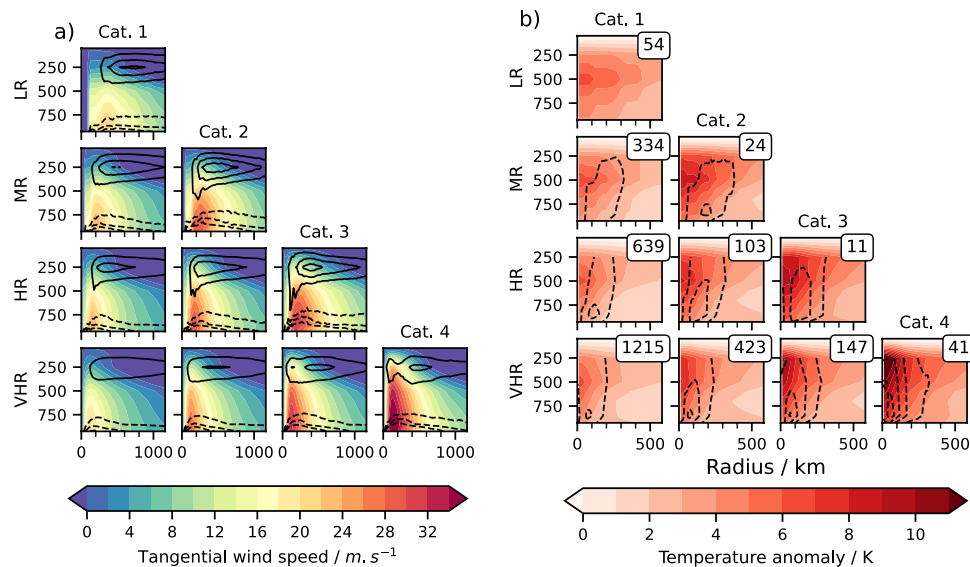 a)
Cat. 1
LR
250
500
750
Cat. 2
MR
250
500
750
Cat. 3
HR
250
500
750
Cat. 4
VHR
250
500
750
0 1000 0 1000 0 1000 0 1000
0 4 8 12 16 20 24 28 32
Tangential wind speed / m. s⁻¹
b)
Cat. 1
54
LR
250
500
750
Cat. 2
334 24
MR
250
500
750
Cat. 3
639 103 11
HR
250
500
750
Cat. 4
1215 423 147 41
VHR
250
500
750
0 500 0 500 0 500 0 500
Radius / km
0 2 4 6 8 10
Temperature anomaly / K